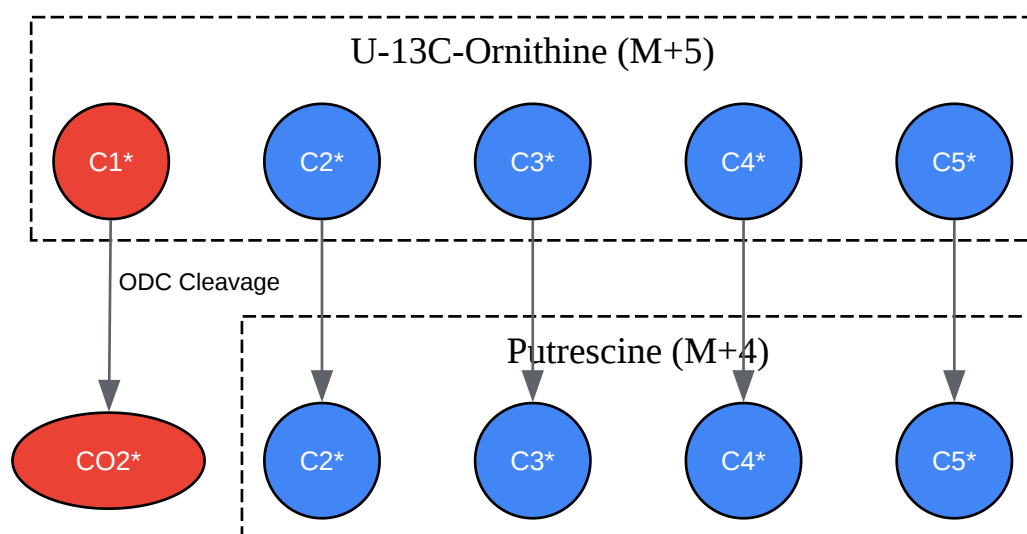 U-13C-Ornithine (M+5)
C1*
C2*
C3*
C4*
C5*
ODC Cleavage
Putrescine (M+4)
CO2*
C2*
C3*
C4*
C5*